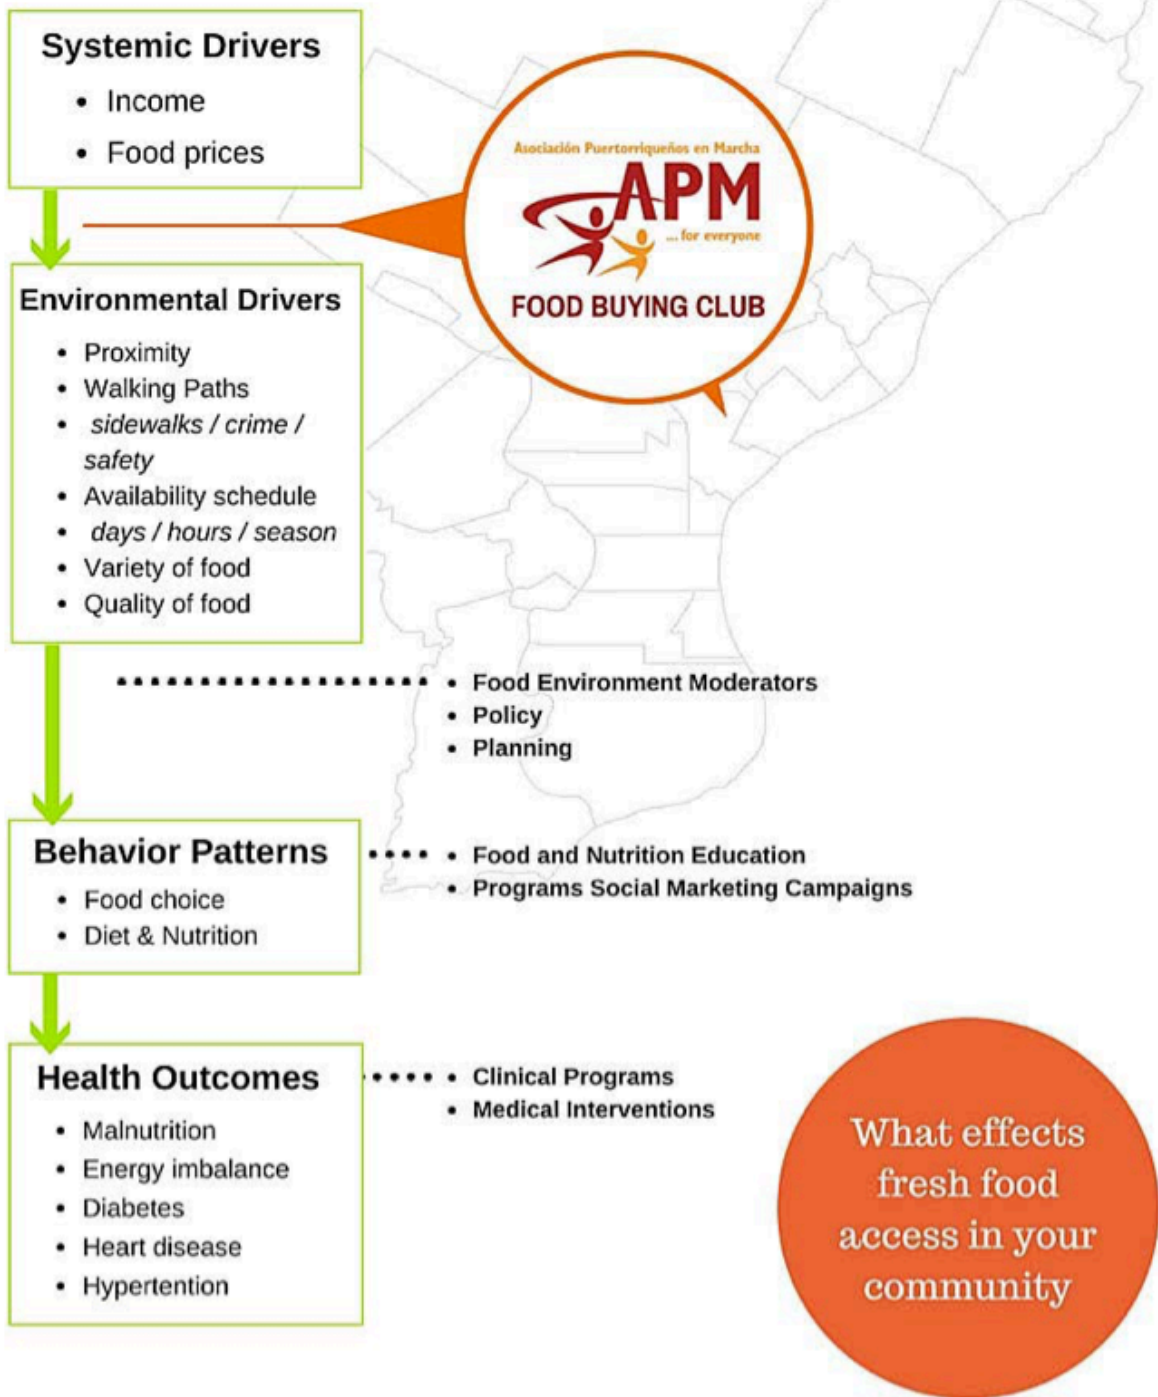 Systemic Drivers
• Income
• Food prices
Asociación Puertorriqueños en Marcha
APM
... for everyone
FOOD BUYING CLUB
Environmental Drivers
• Proximity
• Walking Paths
• sidewalks / crime /
safety
• Availability schedule
• days / hours / season
• Variety of food
• Quality of food
• Food Environment Moderators
• Policy
• Planning
Behavior Patterns
• Food choice
• Diet & Nutrition
• Food and Nutrition Education
• Programs Social Marketing Campaigns
Health Outcomes
• Malnutrition
• Energy imbalance
• Diabetes
• Heart disease
• Hypertention
• Clinical Programs
• Medical Interventions
What effects
fresh food
access in your
community